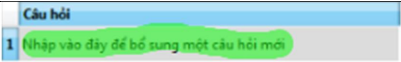 Câu hỏi
1 Nhập vào đây để bổ sung một câu hỏi mới